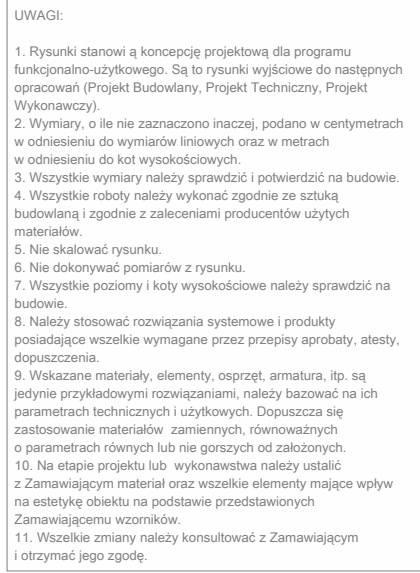 UWAGI:
1. Rysunki stanowi ą koncepcję projektową dla programu
funkcjonalno-użytkowego. Są to rysunki wyjściowe do następnych
opracowań (Projekt Budowlany, Projekt Techniczny, Projekt
Wykonawczy).
2. Wymiary, o ile nie zaznaczono inaczej, podano w centymetrach
w odniesieniu do wymiarów liniowych oraz w metrach
w odniesieniu do kot wysokościowych.
3. Wszystkie wymiary należy sprawdzić i potwierdzić na budowie.
4. Wszystkie roboty należy wykonać zgodnie ze sztuką
budowlaną i zgodnie z zaleceniami producentów użytych
materiałów.
5. Nie skalować rysunku.
6. Nie dokonywać pomiarów z rysunku.
7. Wszystkie poziomy i koty wysokościowe należy sprawdzić na
budowie.
8. Należy stosować rozwiązania systemowe i produkty
posiadające wszelkie wymagane przez przepisy aprobaty, atesty,
dopuszczenia.
9. Wskazane materiały, elementy, osprzęt, armatura, itp. są
jedynie przykładowymi rozwiązaniami, należy bazować na ich
parametrach technicznych i użytkowych. Dopuszcza się
zastosowanie materiałów zamiennych, równoważnych
o parametrach równych lub nie gorszych od założonych.
10. Na etapie projektu lub wykonawstwa należy ustalić
z Zamawiającym materiał oraz wszelkie elementy mające wpływ
na estetykę obiektu na podstawie przedstawionych
Zamawiającemu wzorników.
11. Wszelkie zmiany należy konsultować z Zamawiającym
i otrzymać jego zgodę.